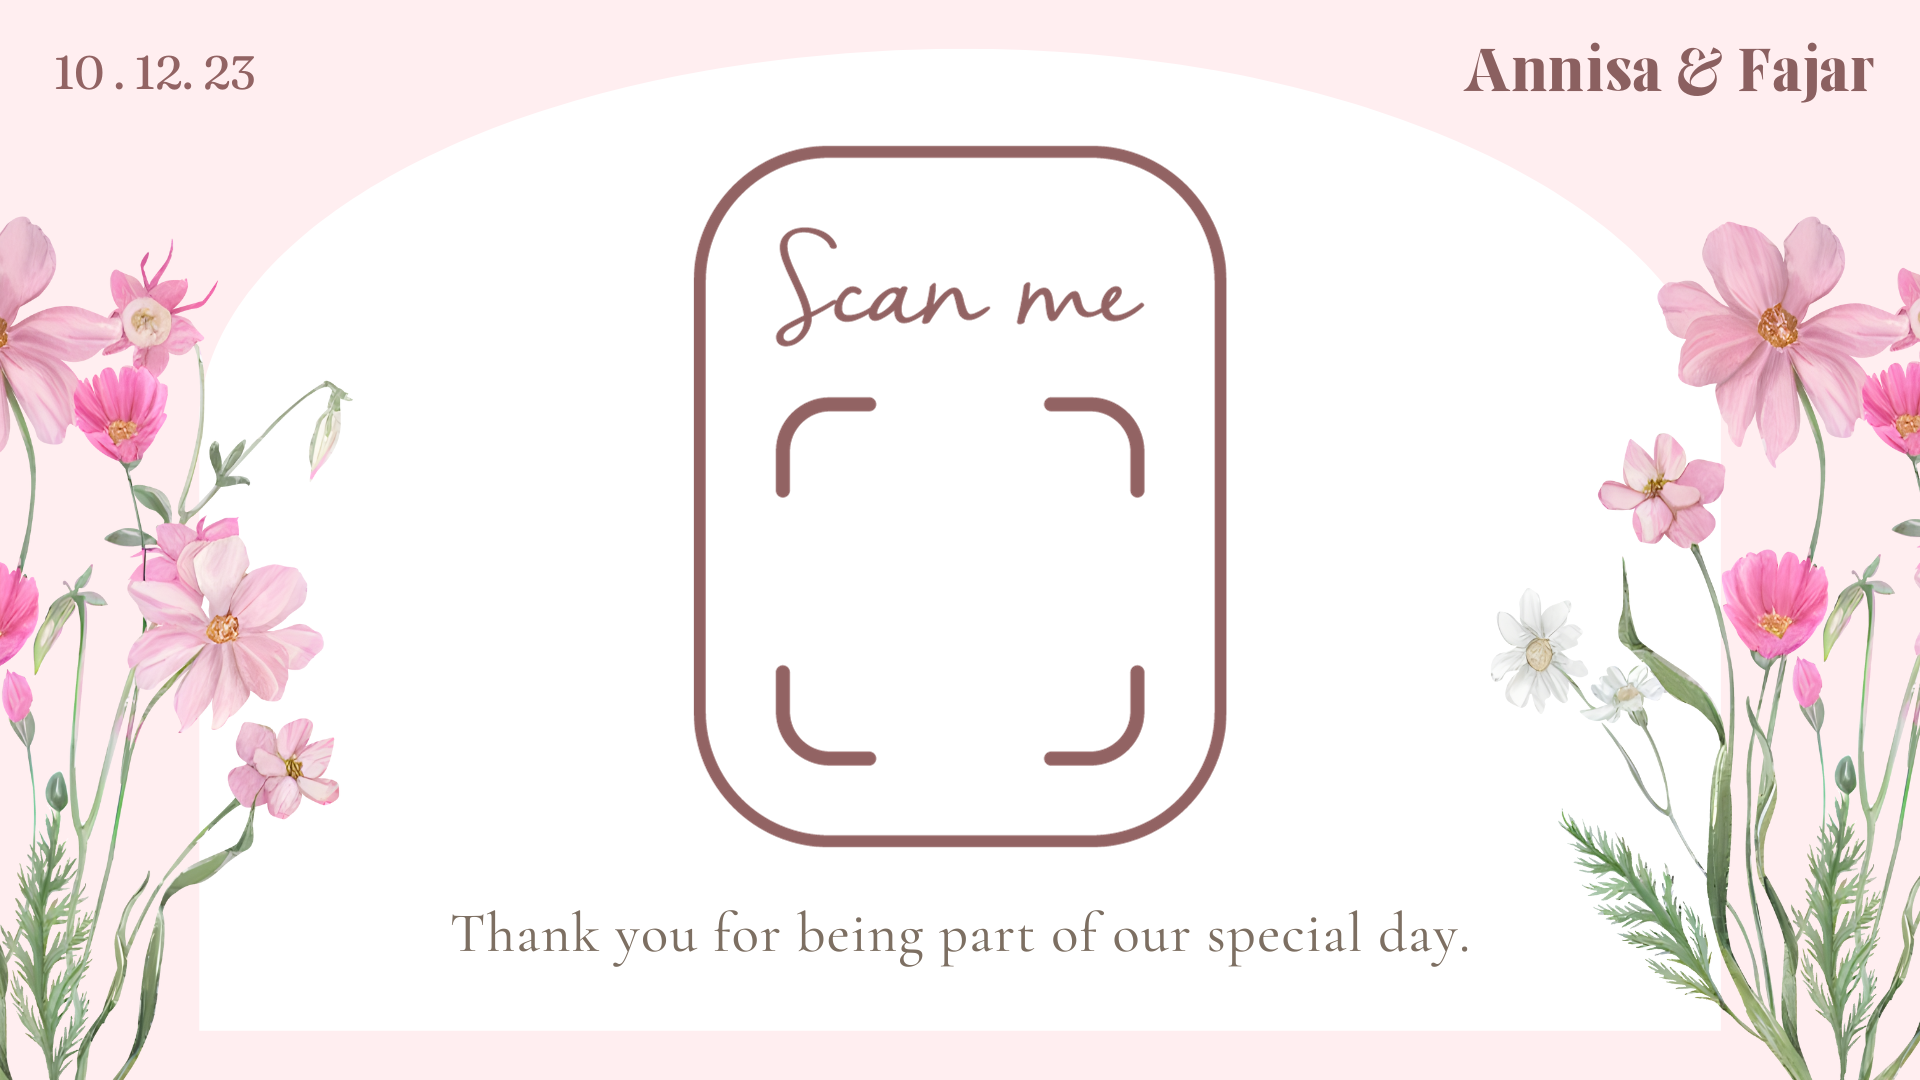 10 . 12. 23
Annisa & Fajar
Scan me
Thank you for being part of our special day.